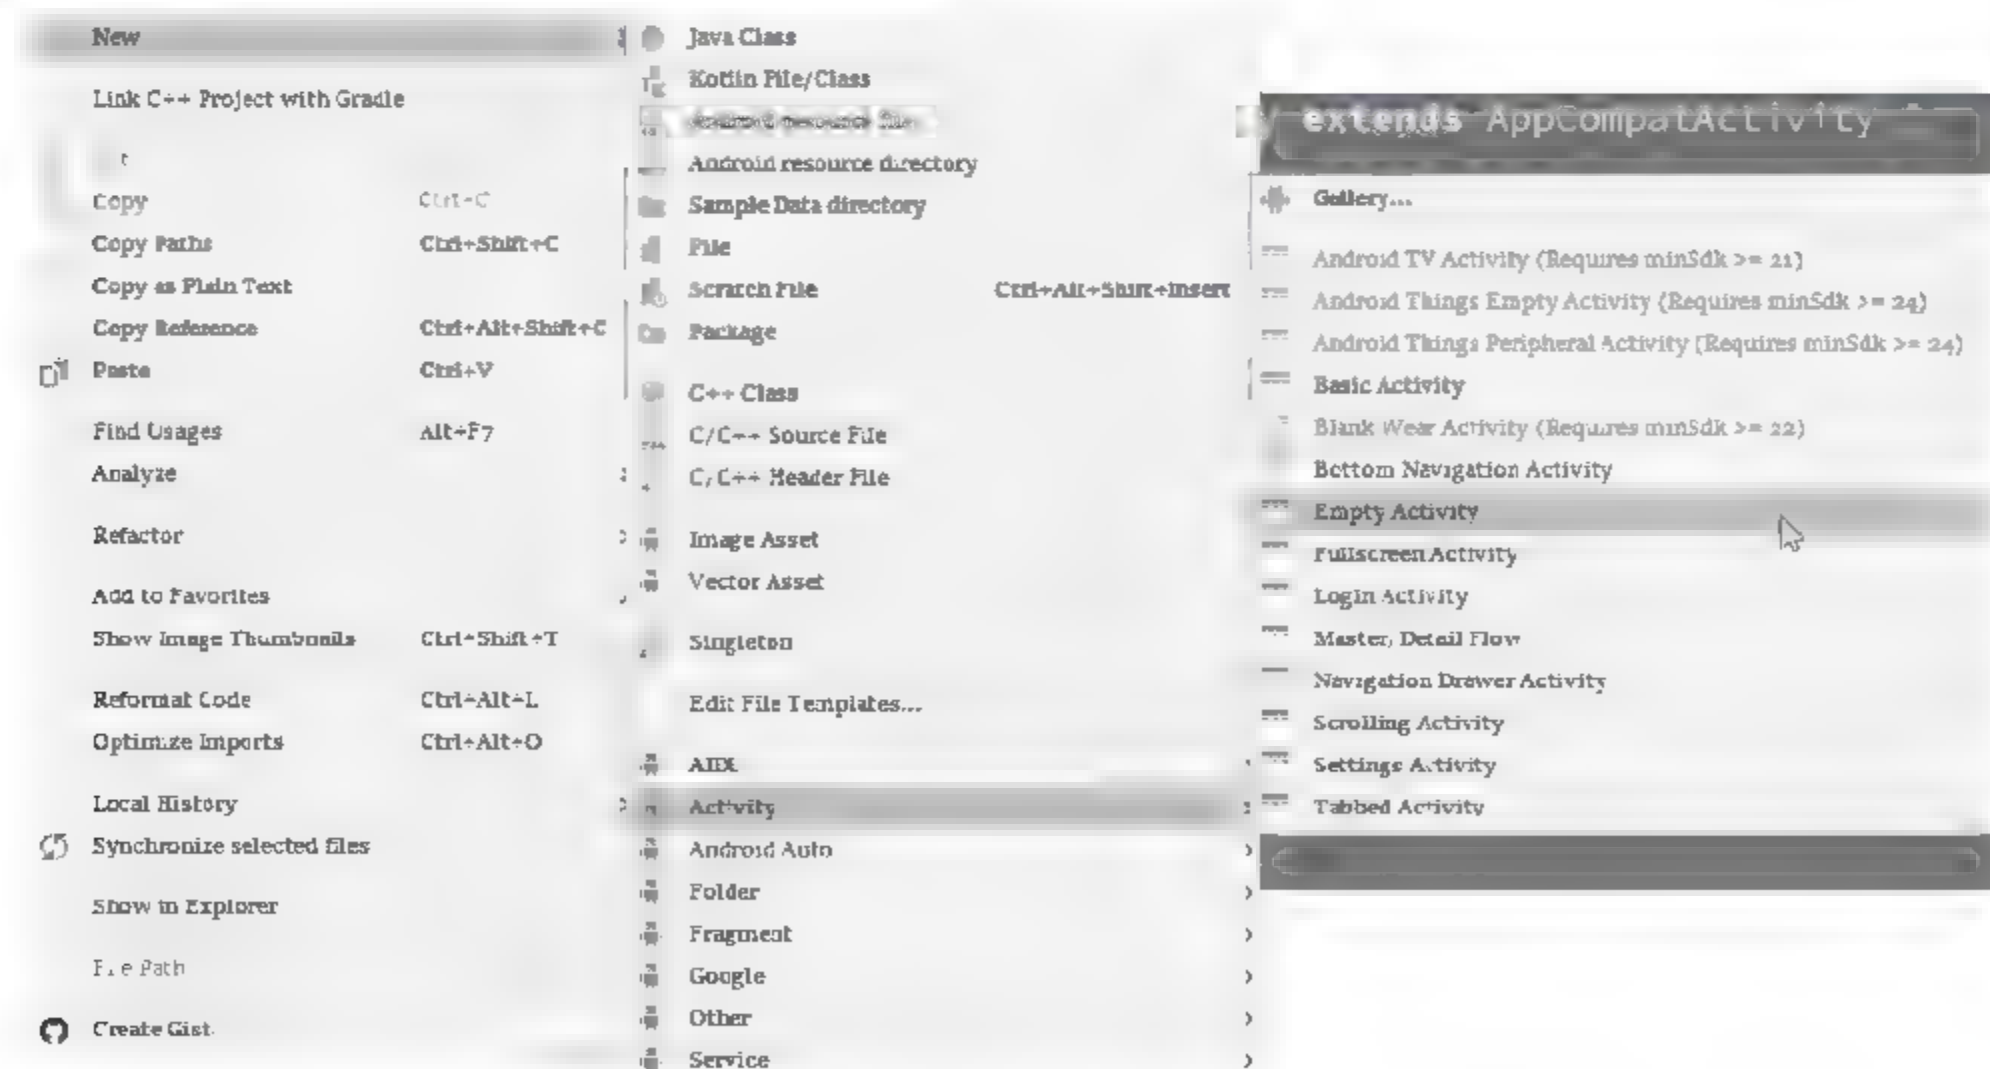 New
Link C++ Project with Gradle
Copy Ctrl+C
Copy Paths Ctrl+Shift+C
Copy as Plain Text
Copy Reference Ctrl+Alt+Shift+C
Paste Ctrl+V
Find Usages Alt+F7
Analyze
Refactor
Add to Favorites
Show Image Thumbnails Ctrl+Shift+T
Reformat Code Ctrl+Alt+L
Optimize Imports Ctrl+Alt+O
Local History
Synchronize selected files
Show in Explorer
File Path
Create Gist
Java Class
Kotlin File/Class
Android resource directory
Sample Data directory
File
Scratch File Ctrl+Alt+Shift+Insert
Package
C++ Class
C/C++ Source File
C/C++ Header File
Image Asset
Vector Asset
Singleton
Edit File Templates...
AIDL
Activity
Android Auto
Folder
Fragment
Google
Other
Service
extends AppCompatActivity
Gallery...
Android TV Activity (Requires minSdk >= 21)
Android Things Empty Activity (Requires minSdk >= 24)
Android Things Peripheral Activity (Requires minSdk >= 24)
Basic Activity
Blank Wear Activity (Requires minSdk >= 22)
Bottom Navigation Activity
Empty Activity
Fullscreen Activity
Login Activity
Master/Detail Flow
Navigation Drawer Activity
Scrolling Activity
Settings Activity
Tabbed Activity